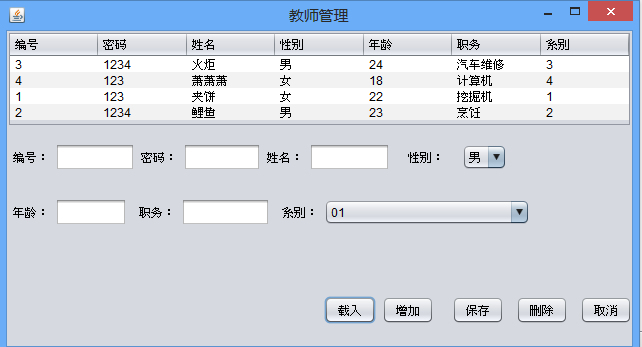 教师管理
编号 密码 姓名 性别 年龄 职务 系别
3 1234 火炬 男 24 汽车维修 3
4 123 萧萧萧 女 18 计算机 4
1 123 夹饼 女 22 挖掘机 1
2 1234 鲤鱼 男 23 烹饪 2
编号： 密码： 姓名： 性别： 男
年龄： 职务： 系别： 01
载入 增加 保存 删除 取消